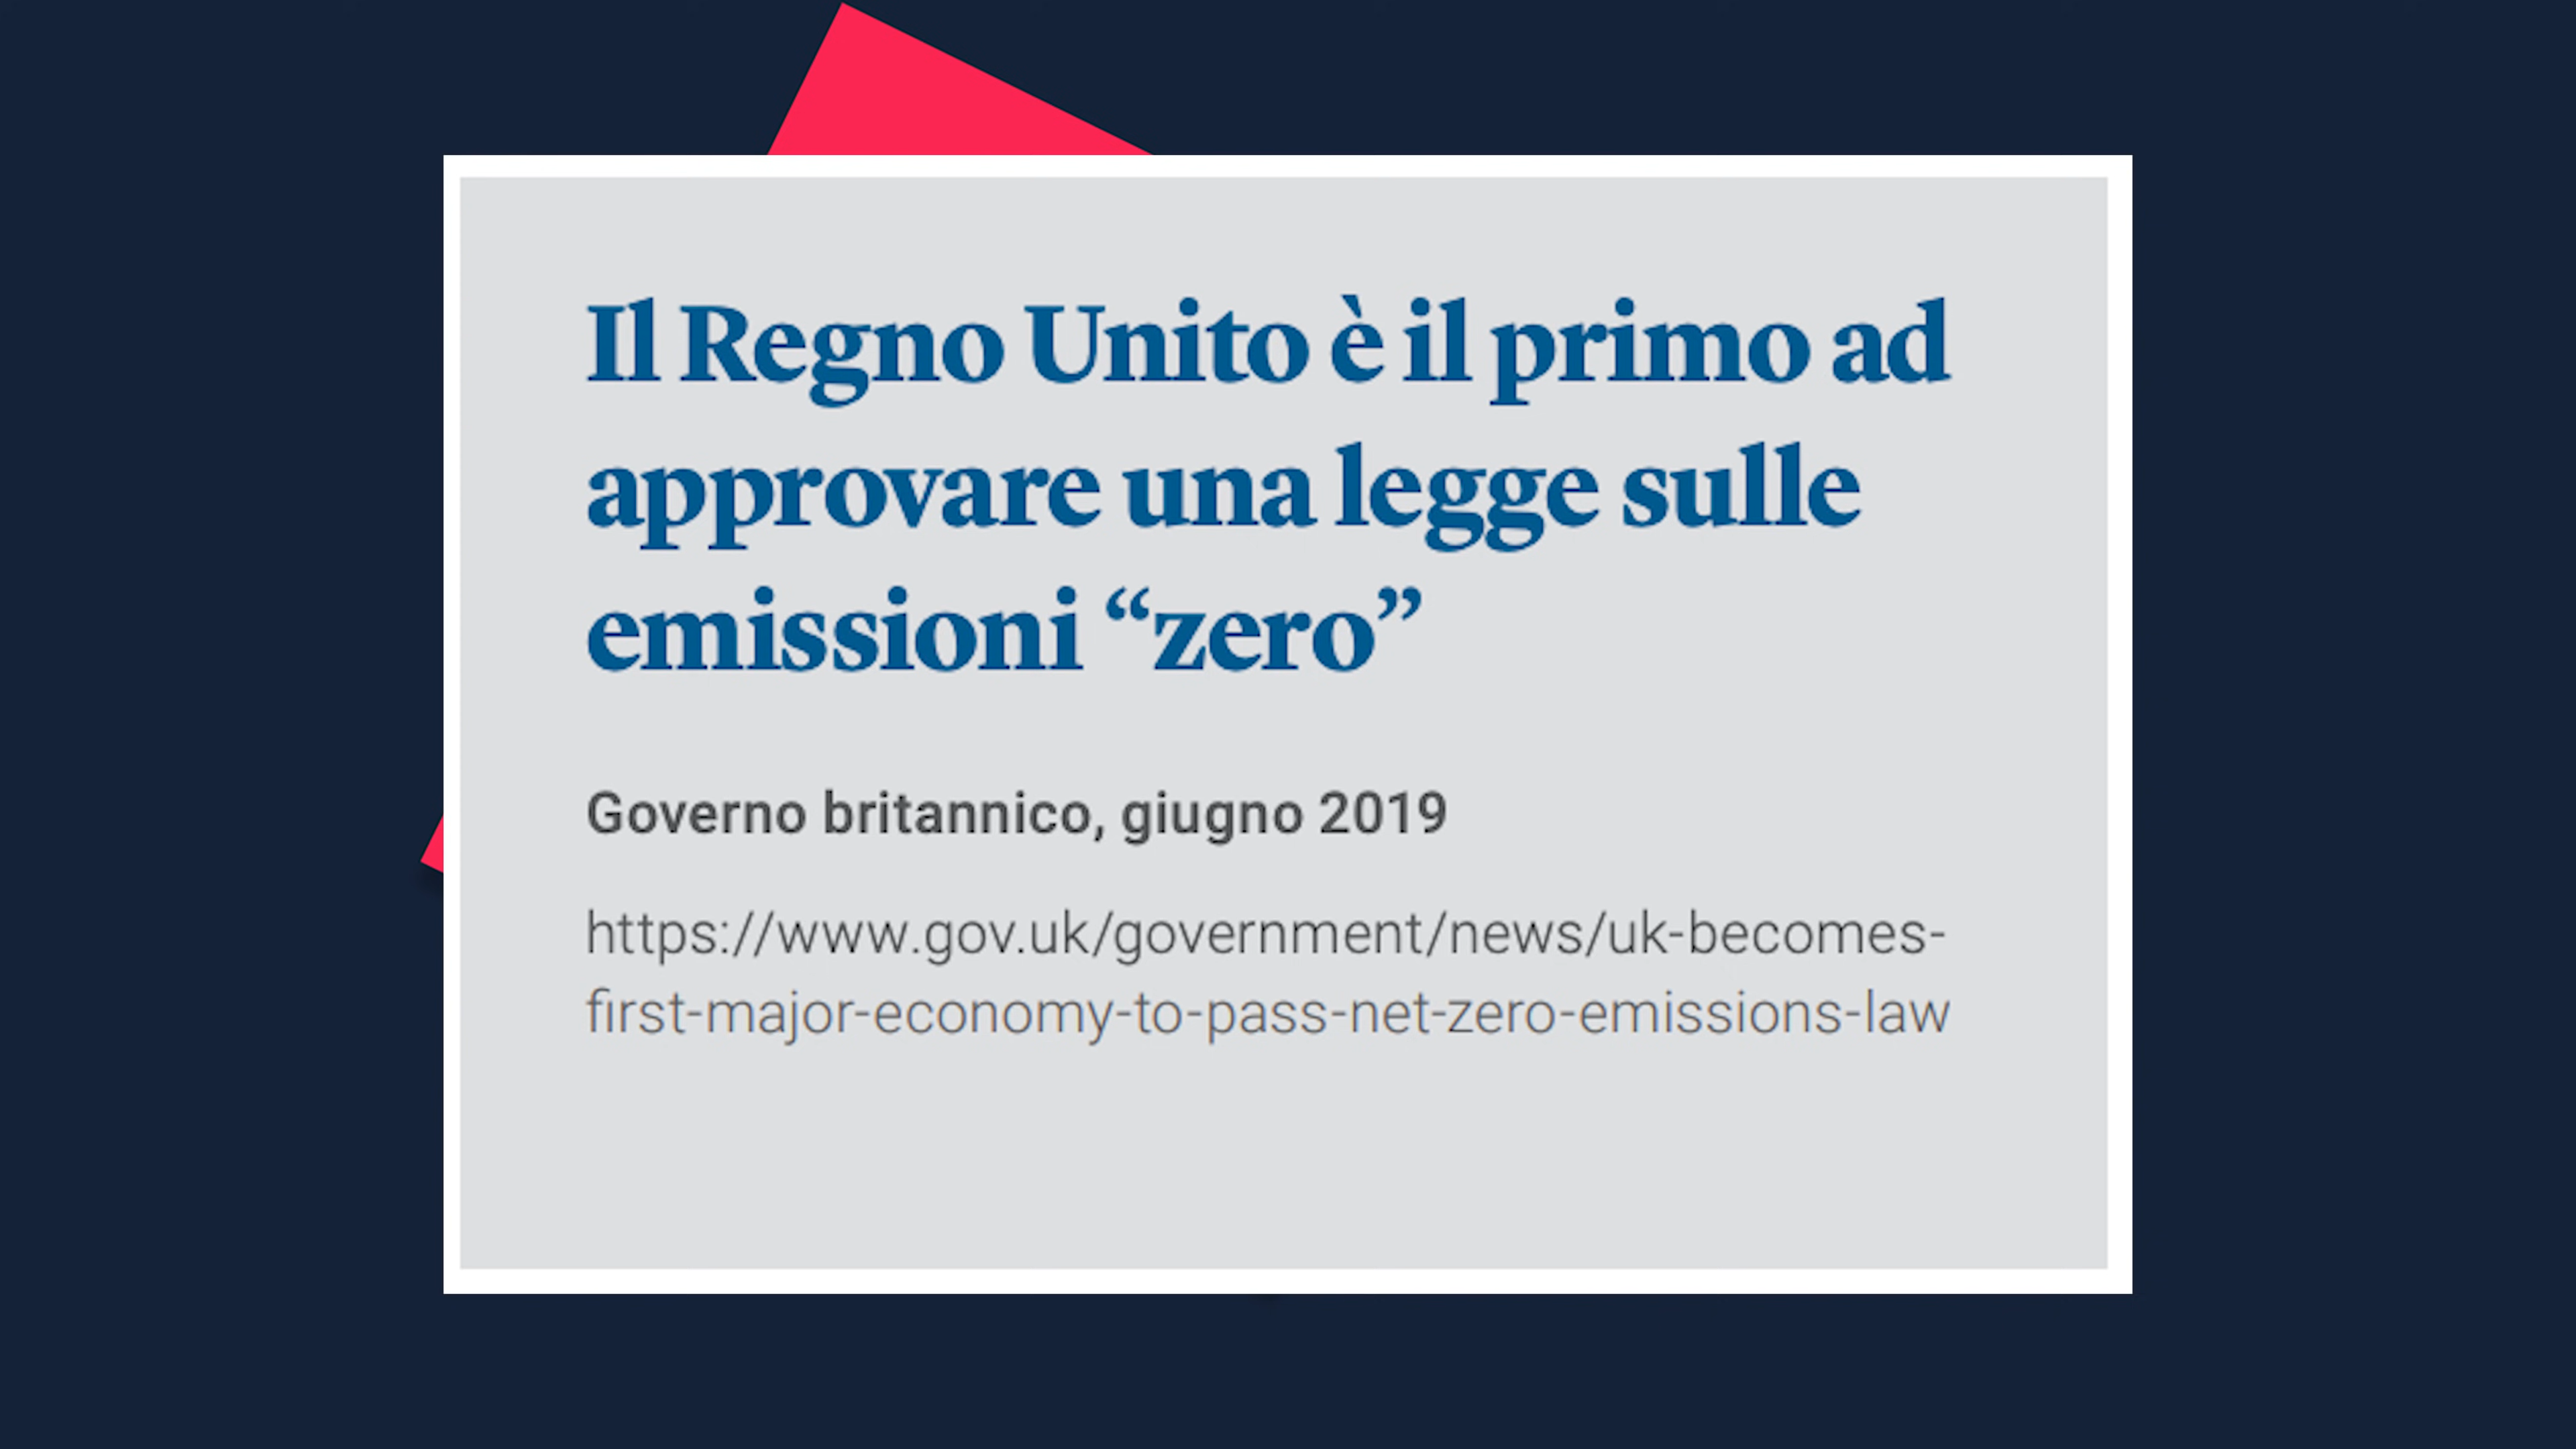 Il Regno Unito è il primo ad
approvare una legge sulle
emissioni “zero”
Governo britannico, giugno 2019
https://www.gov.uk/government/news/uk-becomes-
first-major-economy-to-pass-net-zero-emissions-law